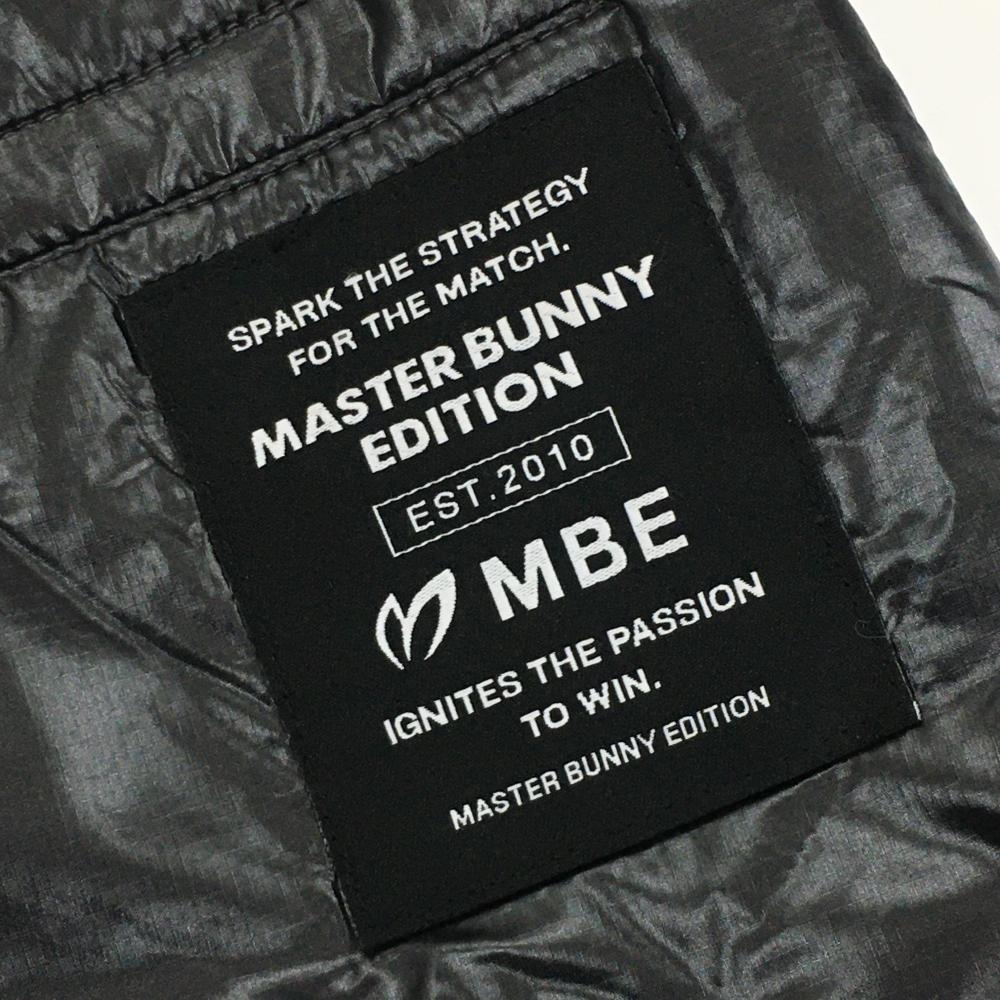 SPARK THE STRATEGY
FOR THE MATCH.
MASTER BUNNY
EDITION
EST.2010
MBE
IGNITES THE PASSION
TO WIN.
MASTER BUNNY EDITION